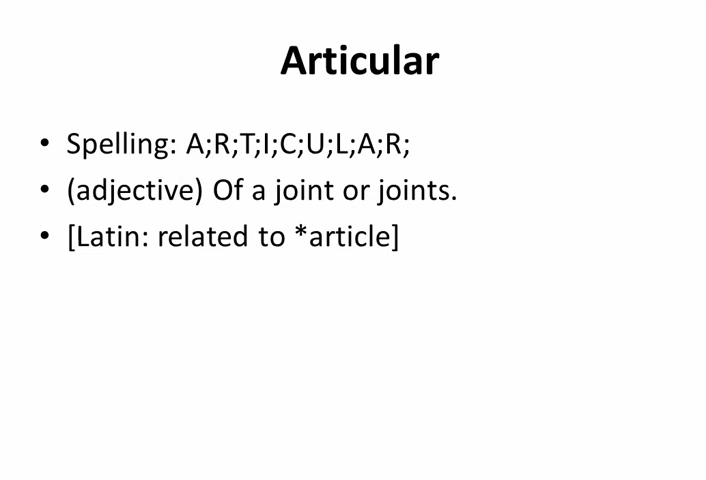 Articular
• Spelling: A;R;T;I;C;U;L;A;R;
• (adjective) Of a joint or joints.
• [Latin: related to *article]